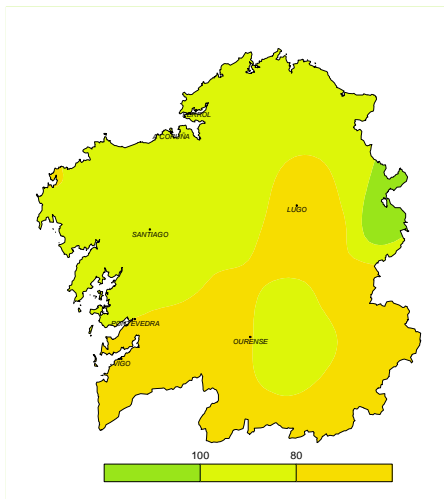 FERROL
A CORUÑA
LUGO
SANTIAGO
PONTEVEDRA
OURENSE
VIGO
100 80